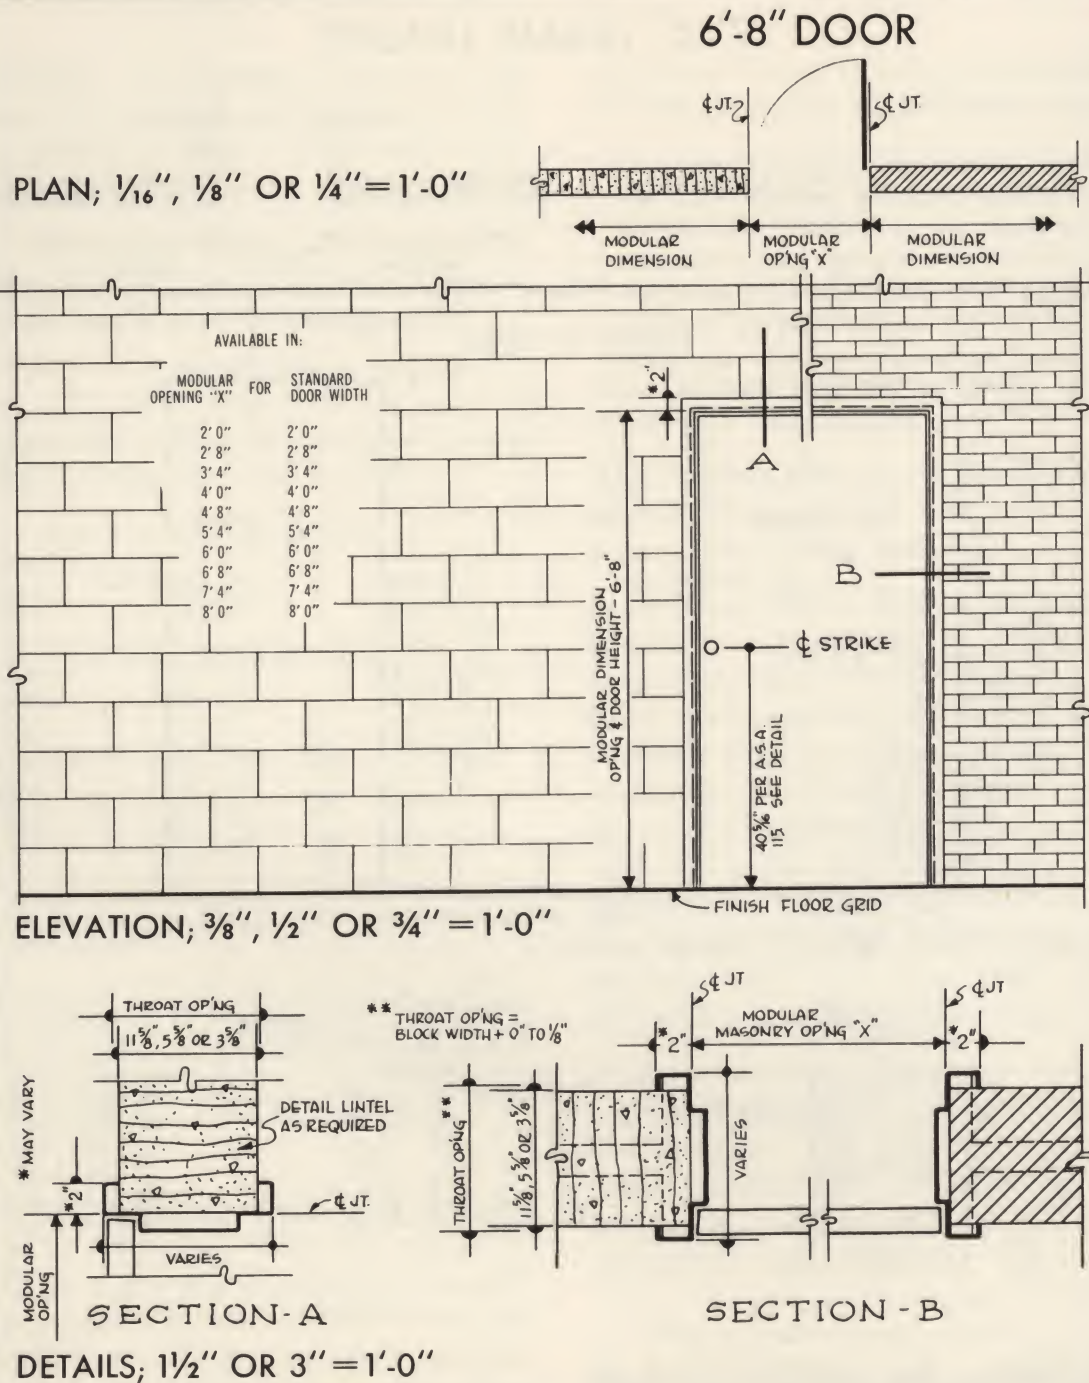 6'-8" DOOR
℄ JT.
℄ JT.
PLAN; 1/16", 1/8" OR 1/4" = 1'-0"
MODULAR
DIMENSION
MODULAR
OP'NG "X"
MODULAR
DIMENSION
AVAILABLE IN:
MODULAR
OPENING "X"
FOR
STANDARD
DOOR WIDTH
2' 0" 2' 0"
2' 8" 2' 8"
3' 4" 3' 4"
4' 0" 4' 0"
4' 8" 4' 8"
5' 4" 5' 4"
6' 0" 6' 0"
6' 8" 6' 8"
7' 4" 7' 4"
8' 0" 8' 0"
*2"
A
B
MODULAR DIMENSION
OP'NG & DOOR HEIGHT - 6'-8"
℄ STRIKE
40 5/16" PER A.S.A.
115 SEE DETAIL
FINISH FLOOR GRID
ELEVATION; 3/8", 1/2" OR 3/4" = 1'-0"
THROAT OP'NG
11 5/8, 5 5/8 OR 3 5/8"
* MAY VARY
DETAIL LINTEL
AS REQUIRED
*2"
℄ JT.
VARIES
MODULAR
OP'NG
SECTION-A
** THROAT OP'NG =
BLOCK WIDTH + 0" TO 1/8"
℄ JT
℄ JT
MODULAR
MASONRY OP'NG "X"
*2"
*2"
THROAT OP'NG **
11 5/8, 5 5/8 OR 3 5/8"
VARIES
SECTION - B
DETAILS; 1 1/2" OR 3" = 1'-0"